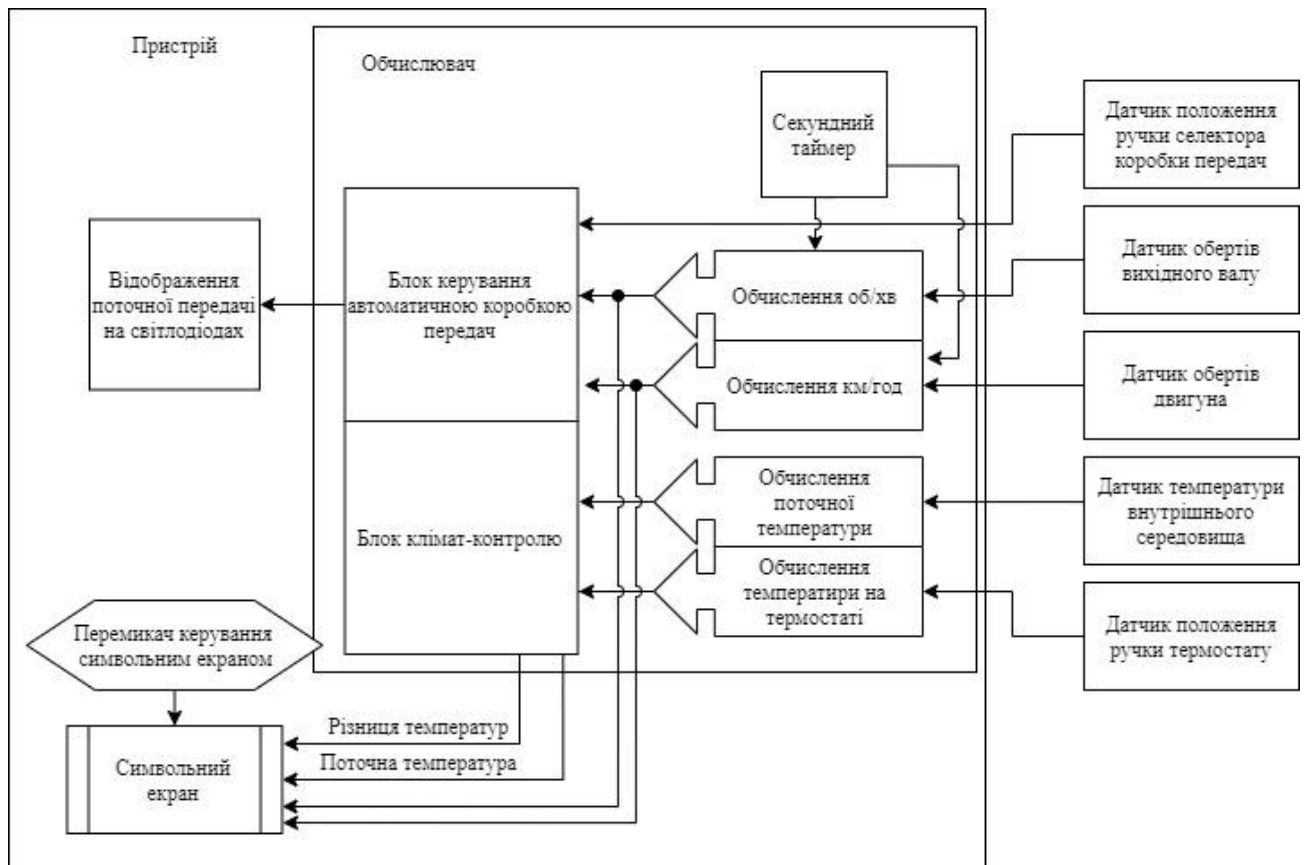 Пристрій
Обчислювач
Секундний
таймер
Датчик положення
ручки селектора
коробки передач
Відображення
поточної передачі
на світлодіодах
Блок керування
автоматичною коробкою
передач
Обчислення об/хв
Датчик обертів
вихідного валу
Обчислення км/год
Датчик обертів
двигуна
Блок клімат-контролю
Обчислення
поточної
температури
Датчик температури
внутрішнього
середовища
Обчислення
температири на
термостаті
Датчик положення
ручки термостату
Перемикач керування
символьним екраном
Різниця температур
Поточна температура
Символьний
екран